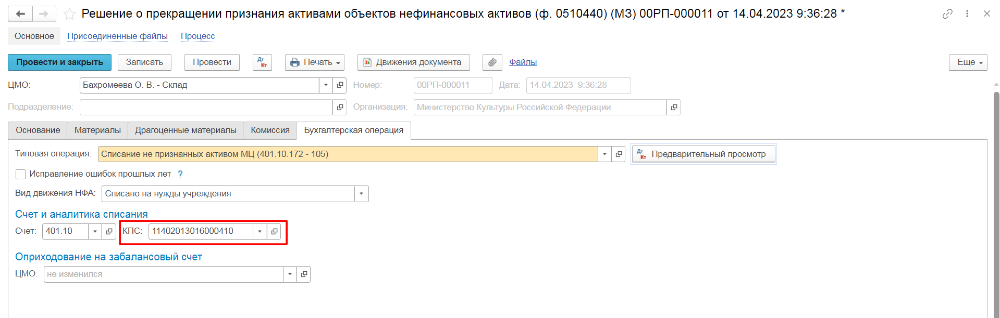 Решение о прекращении признания активами объектов нефинансовых активов (ф. 0510440) (МЗ) 00РП-000011 от 14.04.2023 9:36:28 *
Основное Присоединенные файлы Процесс
Провести и закрыть Записать Провести Дт Кт Печать Движения документа Файлы Еще
ЦМО: Бахромеева О. В. - Склад Номер: 00РП-000011 Дата: 14.04.2023 9:36:28
Подразделение: Организация: Министерство Культуры Российской Федерации
Основание Материалы Драгоценные материалы Комиссия Бухгалтерская операция
Типовая операция: Списание не признанных активом МЦ (401.10.172 - 105) Дт Кт Предварительный просмотр
Исправление ошибок прошлых лет ?
Вид движения НФА: Списано на нужды учреждения
Счет и аналитика списания
Счет: 401.10 КПС: 11402013016000410
Оприходование на забалансовый счет
ЦМО: не изменился